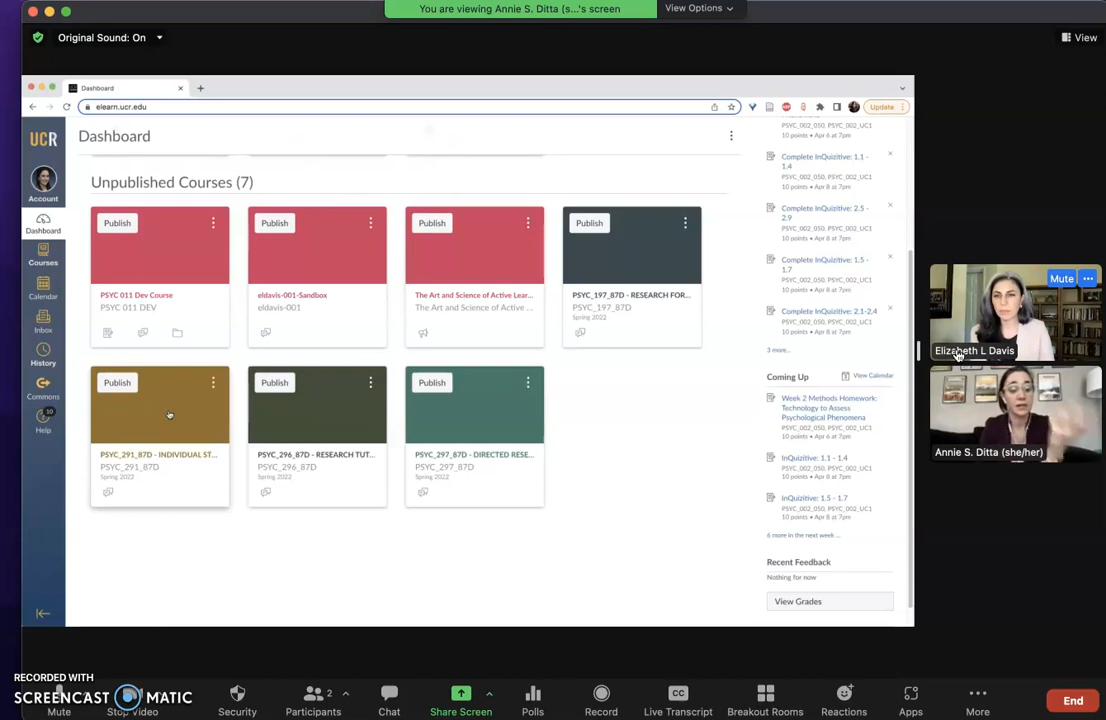 You are viewing Annie S. Ditta (s...'s screen
View Options
Original Sound: On
View
Dashboard
elearn.ucr.edu
Update
UCR
Account
Dashboard
Courses
Calendar
Inbox
History
Commons
10
Help
Dashboard
Unpublished Courses (7)
Publish
PSYC 011 Dev Course
PSYC 011 DEV
Publish
eldavis-001-Sandbox
eldavis-001
Publish
The Art and Science of Active Lear...
The Art and Science of Active ...
Publish
PSYC_197_87D - RESEARCH FOR...
PSYC_197_87D
Spring 2022
Publish
PSYC_291_87D - INDIVIDUAL ST...
PSYC_291_87D
Spring 2022
Publish
PSYC_296_87D - RESEARCH TUT...
PSYC_296_87D
Spring 2022
Publish
PSYC_297_87D - DIRECTED RESE...
PSYC_297_87D
Spring 2022
PSYC_002_050, PSYC_002_UC1
10 points • Apr 6 at 7pm
Complete InQuizitive: 1.1 -
1.4
PSYC_002_050, PSYC_002_UC1
10 points • Apr 8 at 7pm
Complete InQuizitive: 2.5 -
2.9
PSYC_002_050, PSYC_002_UC1
10 points • Apr 8 at 7pm
Complete InQuizitive: 1.5 -
1.7
PSYC_002_050, PSYC_002_UC1
10 points • Apr 8 at 7pm
Complete InQuizitive: 2.1-2.4
PSYC_002_050, PSYC_002_UC1
10 points • Apr 8 at 7pm
3 more...
Coming Up
View Calendar
Week 2 Methods Homework:
Technology to Assess
Psychological Phenomena
PSYC_002_050, PSYC_002_UC1
10 points • Apr 6 at 7pm
InQuizitive: 1.1 - 1.4
PSYC_002_050, PSYC_002_UC1
10 points • Apr 8 at 7pm
InQuizitive: 1.5 - 1.7
PSYC_002_050, PSYC_002_UC1
10 points • Apr 8 at 7pm
6 more in the next week ...
Recent Feedback
Nothing for now
View Grades
Mute
Elizabeth L Davis
Annie S. Ditta (she/her)
RECORDED WITH
SCREENCAST MATIC
Mute
Stop Video
Security
2
Participants
Chat
Share Screen
Polls
Record
CC
Live Transcript
Breakout Rooms
Reactions
Apps
More
End